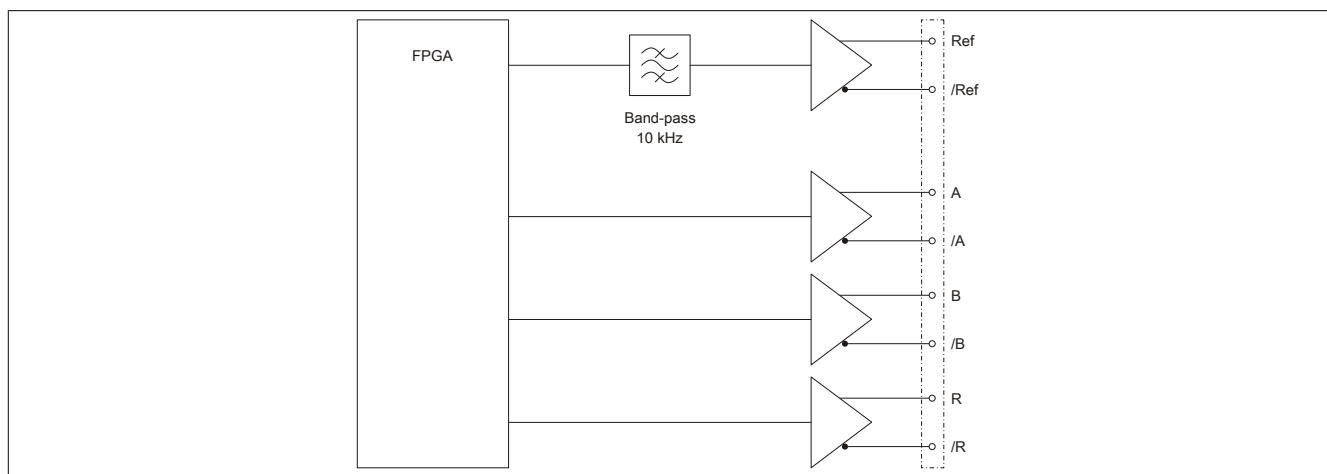 FPGA
Band-pass
10 kHz
Ref
/Ref
A
/A
B
/B
R
/R